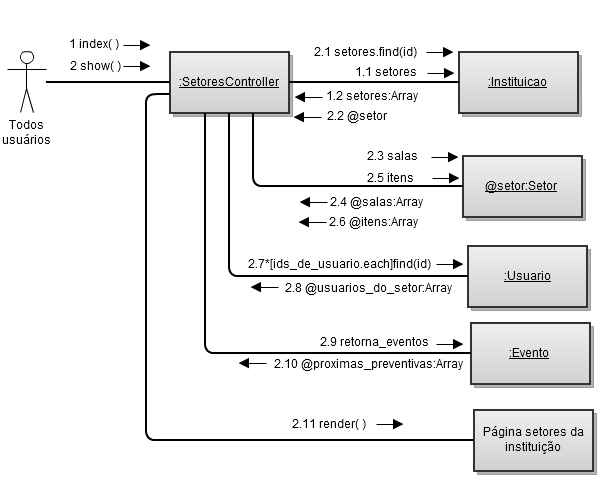 1 index( )
2 show( )
Todos
usuários
:SetoresController
2.1 setores.find(id)
1.1 setores
1.2 setores:Array
2.2 @setor
:Instituicao
2.3 salas
2.5 itens
2.4 @salas:Array
2.6 @itens:Array
@setor:Setor
2.7*[ids_de_usuario.each]find(id)
2.8 @usuarios_do_setor:Array
:Usuario
2.9 retorna_eventos
2.10 @proximas_preventivas:Array
:Evento
2.11 render( )
Página setores da
instituição